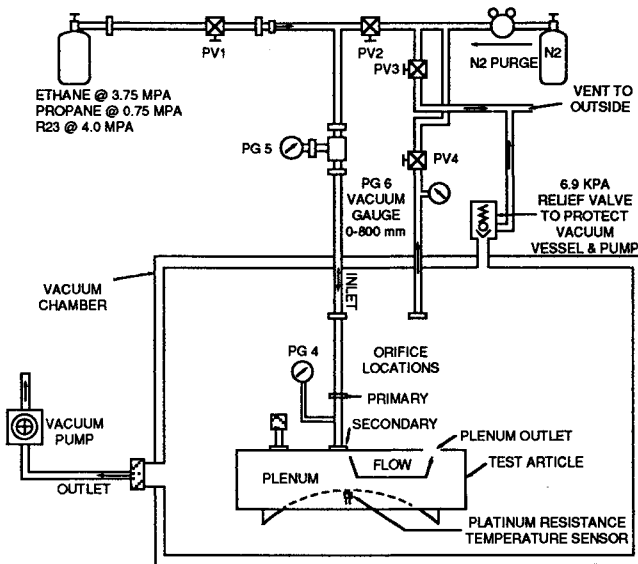 PV1
PV2
N2 PURGE
N2
ETHANE @ 3.75 MPA
PROPANE @ 0.75 MPA
R23 @ 4.0 MPA
PV3
VENT TO
OUTSIDE
PG 5
PV4
PG 6
VACUUM
GAUGE
0-800 mm
6.9 KPA
RELIEF VALVE
TO PROTECT
VACUUM
VESSEL & PUMP
VACUUM
CHAMBER
INLET
PG 4
ORIFICE
LOCATIONS
PRIMARY
SECONDARY
VACUUM
PUMP
OUTLET
PLENUM OUTLET
FLOW
PLENUM
TEST ARTICLE
PLATINUM RESISTANCE
TEMPERATURE SENSOR